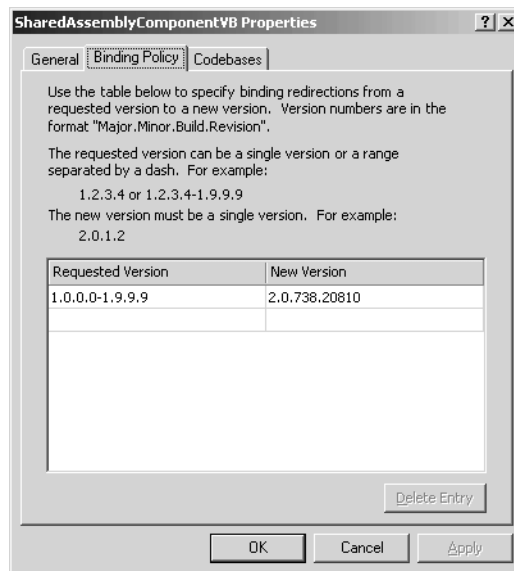 SharedAssemblyComponentVB Properties
General Binding Policy Codebases
Use the table below to specify binding redirections from a
requested version to a new version. Version numbers are in the
format "Major.Minor.Build.Revision".
The requested version can be a single version or a range
separated by a dash. For example:
1.2.3.4 or 1.2.3.4-1.9.9.9
The new version must be a single version. For example:
2.0.1.2
Requested Version New Version
1.0.0.0-1.9.9.9 2.0.738.20810
Delete Entry
OK Cancel Apply